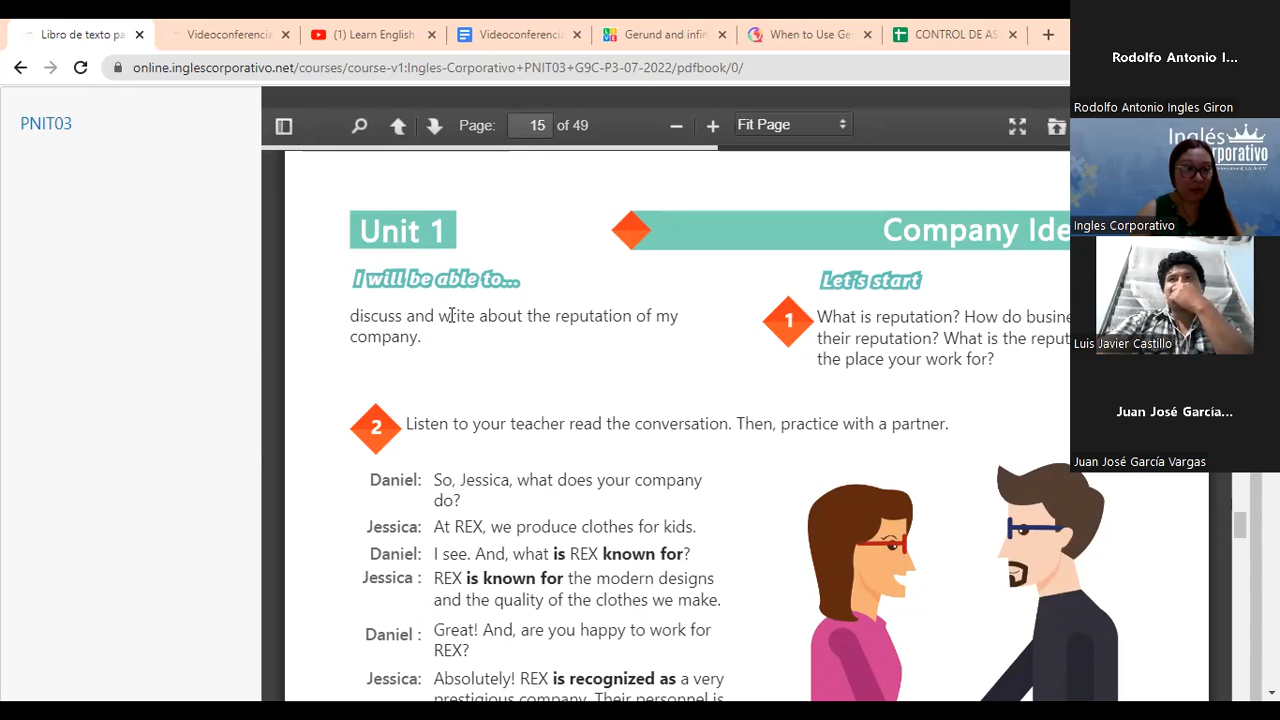 Libro de texto pa
Videoconferencia
(1) Learn English
Videoconferencia
Gerund and infin
When to Use Ge
CONTROL DE AS
online.inglescorporativo.net/courses/course-v1:Ingles-Corporativo+PNIT03+G9C-P3-07-2022/pdfbook/0/
PNIT03
Page: 15 of 49
Fit Page
Unit 1
Company Ide
I will be able to...
discuss and write about the reputation of my
company.
Let's start
1
What is reputation? How do busine
their reputation? What is the reput
the place your work for?
2
Listen to your teacher read the conversation. Then, practice with a partner.
Daniel: So, Jessica, what does your company
do?
Jessica: At REX, we produce clothes for kids.
Daniel: I see. And, what is REX known for?
Jessica : REX is known for the modern designs
and the quality of the clothes we make.
Daniel : Great! And, are you happy to work for
REX?
Jessica: Absolutely! REX is recognized as a very
prestigious company. Their personnel is
Rodolfo Antonio I...
Rodolfo Antonio Ingles Giron
Inglés
orporativo
Ingles Corporativo
Luis Javier Castillo
Juan José García...
Juan José García Vargas